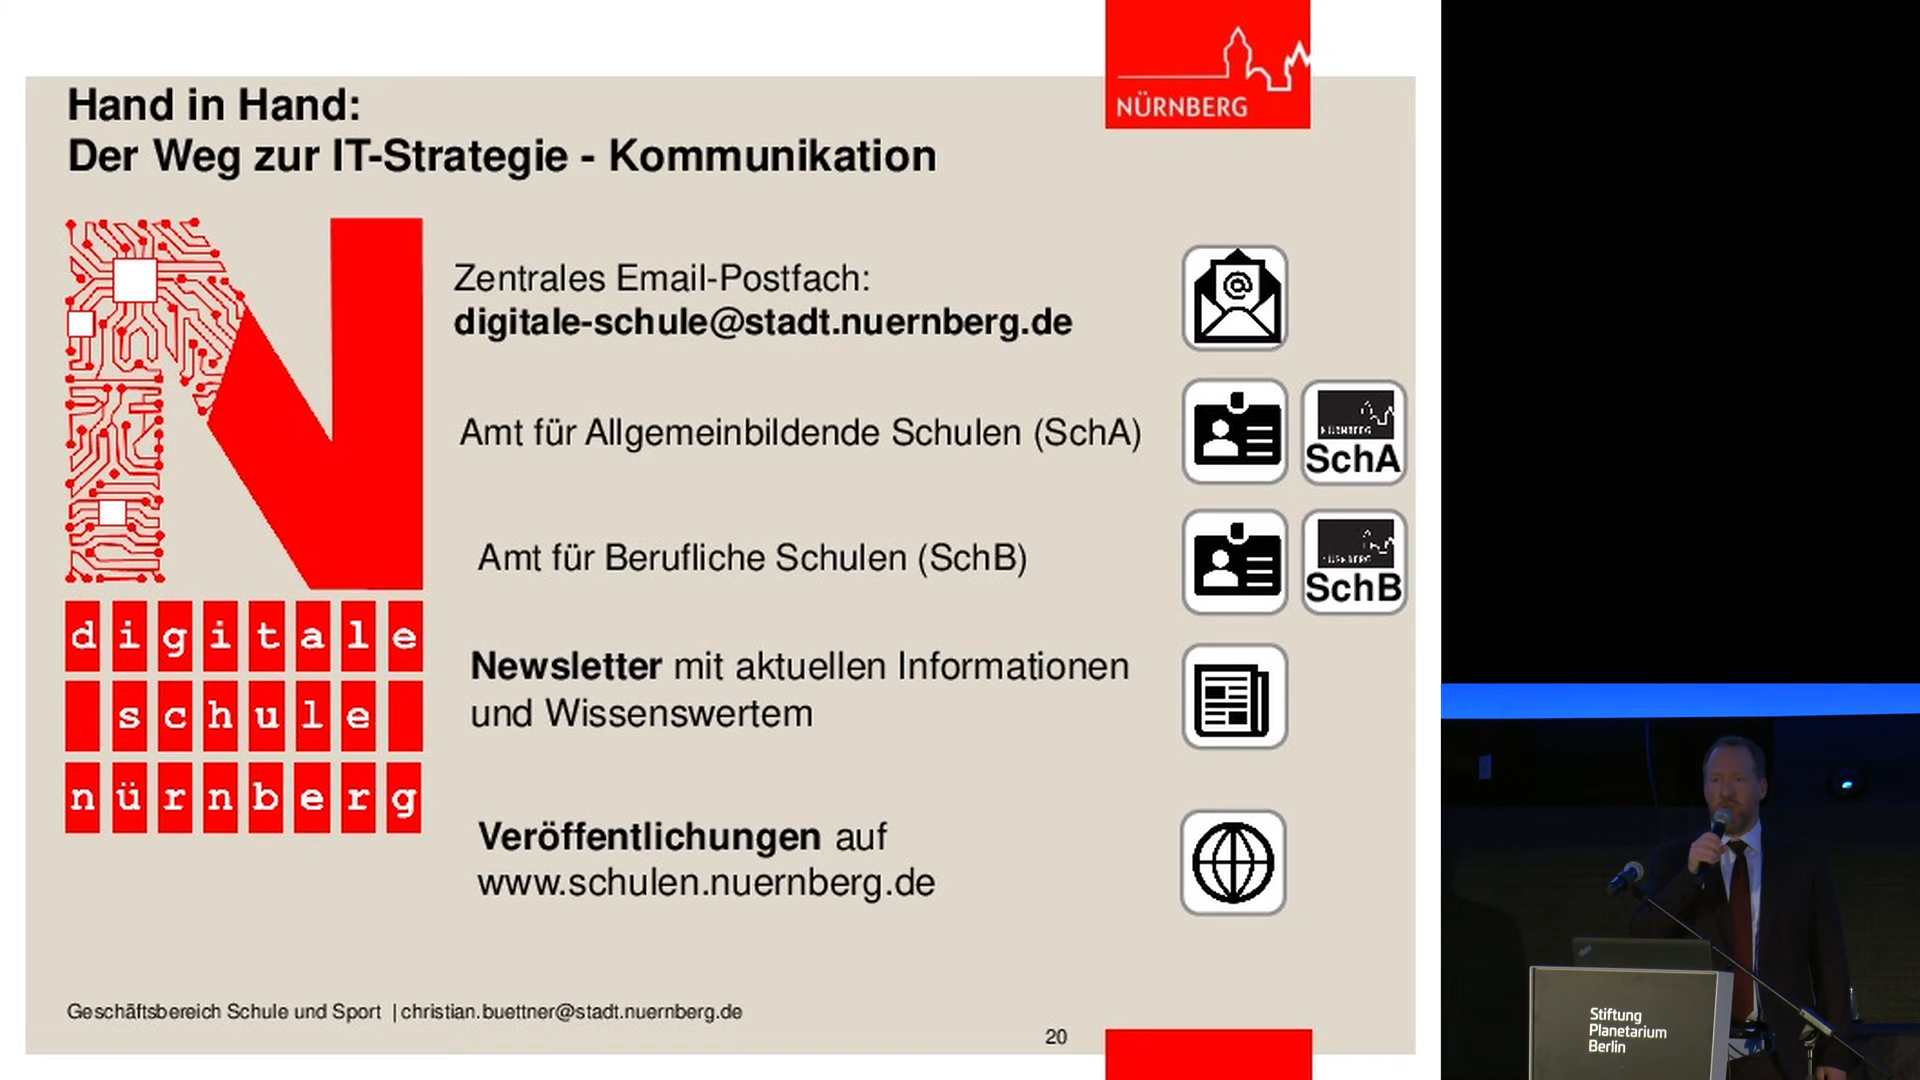 NÜRNBERG
Hand in Hand:
Der Weg zur IT-Strategie - Kommunikation
Zentrales Email-Postfach:
digitale-schule@stadt.nuernberg.de
Amt für Allgemeinbildende Schulen (SchA)
NÜRNBERG
SchA
Amt für Berufliche Schulen (SchB)
NÜRNBERG
SchB
digitale
schule
nürnberg
Newsletter mit aktuellen Informationen
und Wissenswertem
Veröffentlichungen auf
www.schulen.nuernberg.de
Geschäftsbereich Schule und Sport | christian.buettner@stadt.nuernberg.de
20
Stiftung
Planetarium
Berlin